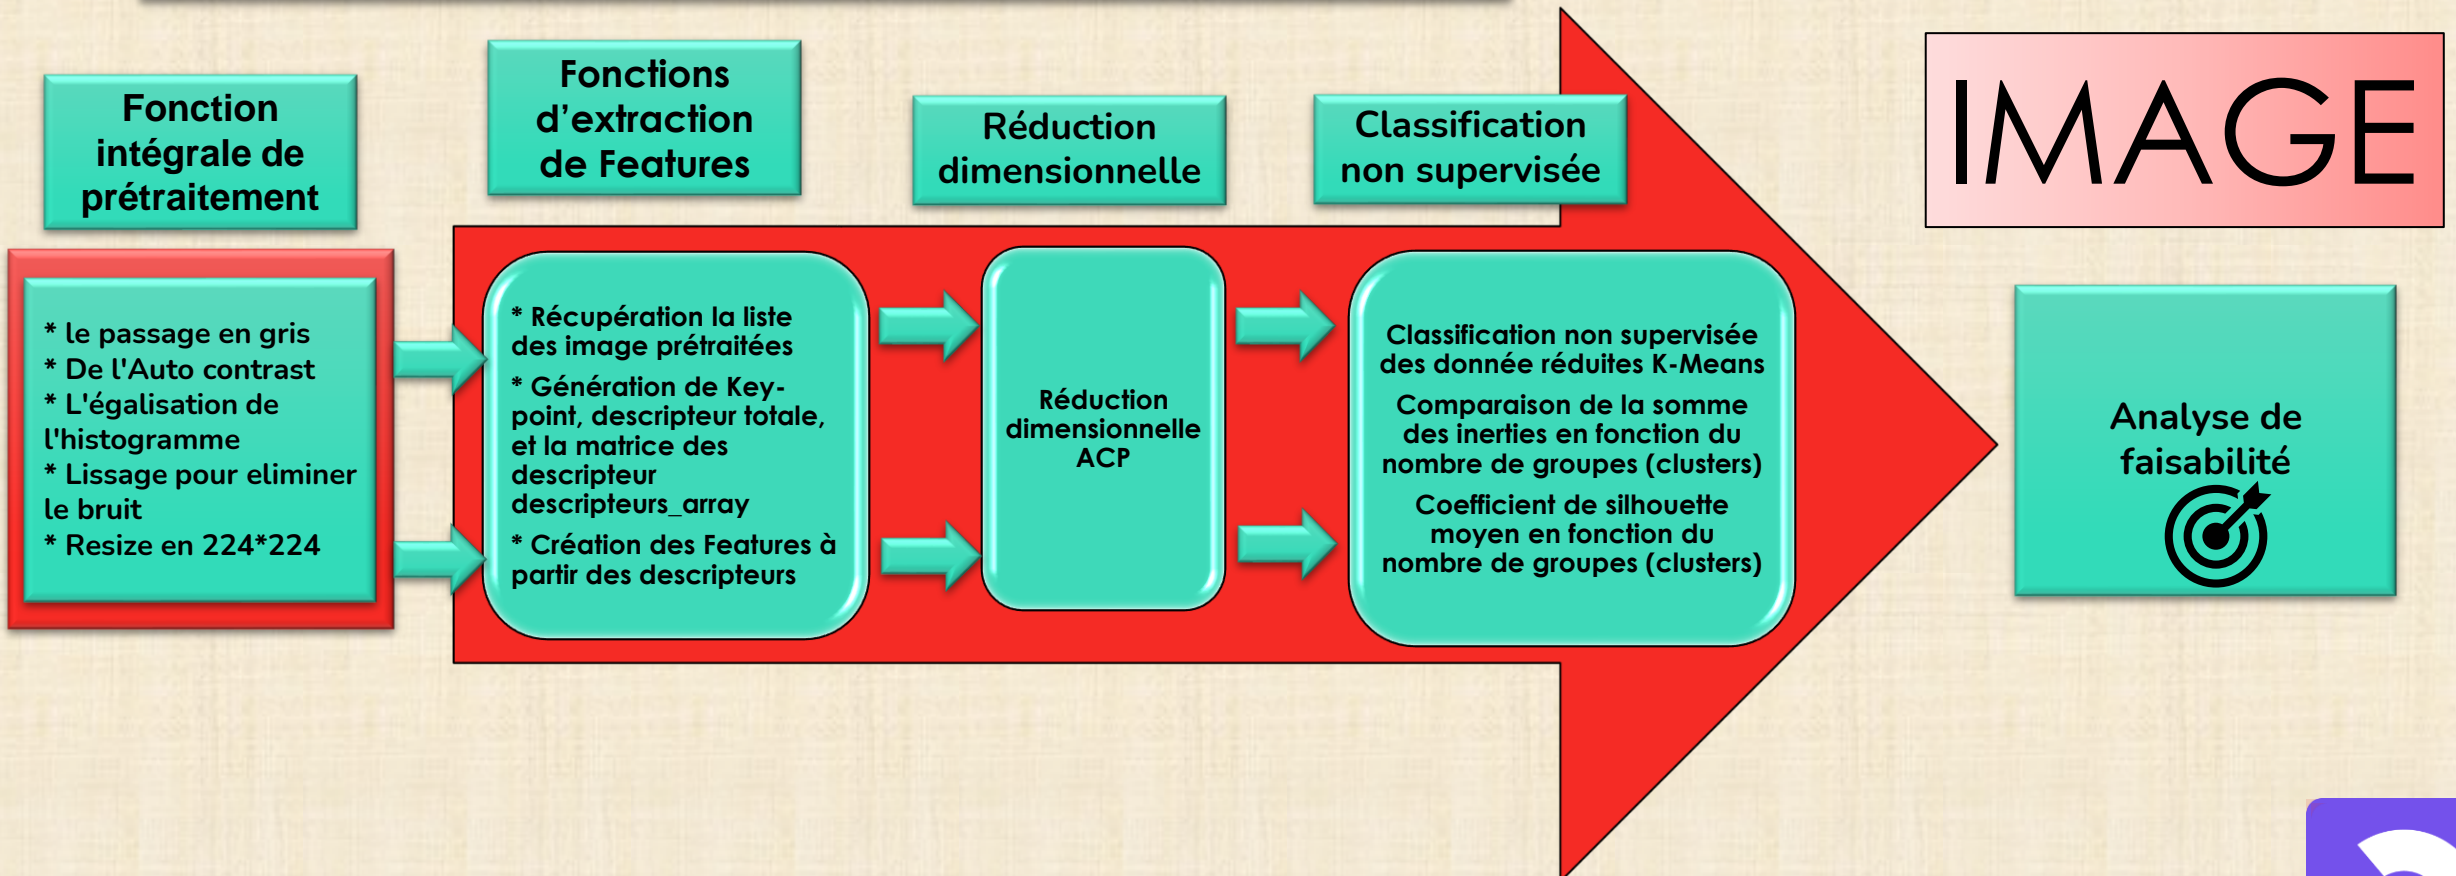 Fonction
intégrale de
prétraitement
Fonctions
d’extraction
de Features
Réduction
dimensionnelle
Classification
non supervisée
IMAGE
* le passage en gris
* De l'Auto contrast
* L'égalisation de
l'histogramme
* Lissage pour eliminer
le bruit
* Resize en 224*224
* Récupération la liste
des image prétraitées
* Génération de Key-
point, descripteur totale,
et la matrice des
descripteur
descripteurs_array
* Création des Features à
partir des descripteurs
Réduction
dimensionnelle
ACP
Classification non supervisée
des donnée réduites K-Means
Comparaison de la somme
des inerties en fonction du
nombre de groupes (clusters)
Coefficient de silhouette
moyen en fonction du
nombre de groupes (clusters)
Analyse de
faisabilité